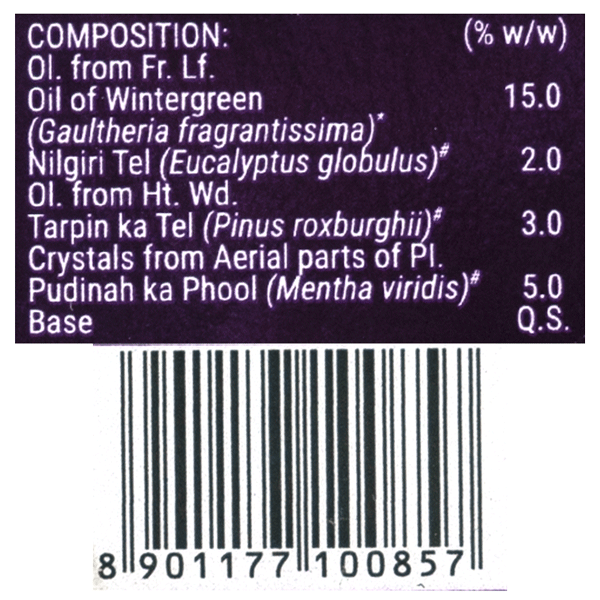 COMPOSITION: (% w/w)
Ol. from Fr. Lf.
Oil of Wintergreen 15.0
(Gaultheria fragrantissima)*
Nilgiri Tel (Eucalyptus globulus)# 2.0
Ol. from Ht. Wd.
Tarpin ka Tel (Pinus roxburghii)# 3.0
Crystals from Aerial parts of Pl.
Pudinah ka Phool (Mentha viridis)# 5.0
Base Q.S.
8 901177 100857